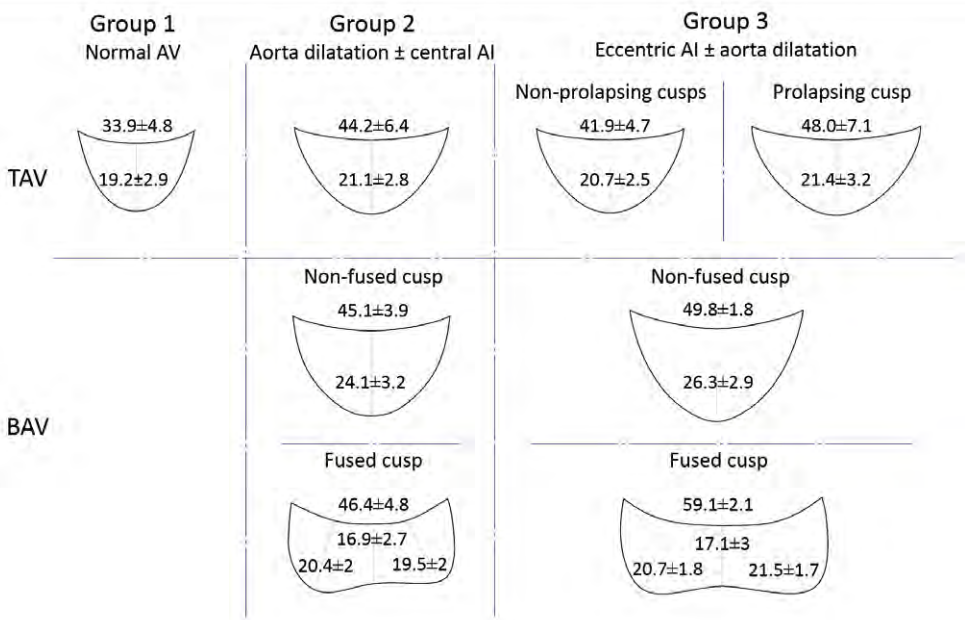 Group 1
Normal AV
Group 2
Aorta dilatation ± central AI
Group 3
Eccentric AI ± aorta dilatation
Non-prolapsing cusps
Prolapsing cusp
TAV
33.9±4.8
19.2±2.9
44.2±6.4
21.1±2.8
41.9±4.7
20.7±2.5
48.0±7.1
21.4±3.2
BAV
Non-fused cusp
45.1±3.9
24.1±3.2
Non-fused cusp
49.8±1.8
26.3±2.9
Fused cusp
46.4±4.8
16.9±2.7
20.4±2
19.5±2
Fused cusp
59.1±2.1
17.1±3
20.7±1.8
21.5±1.7